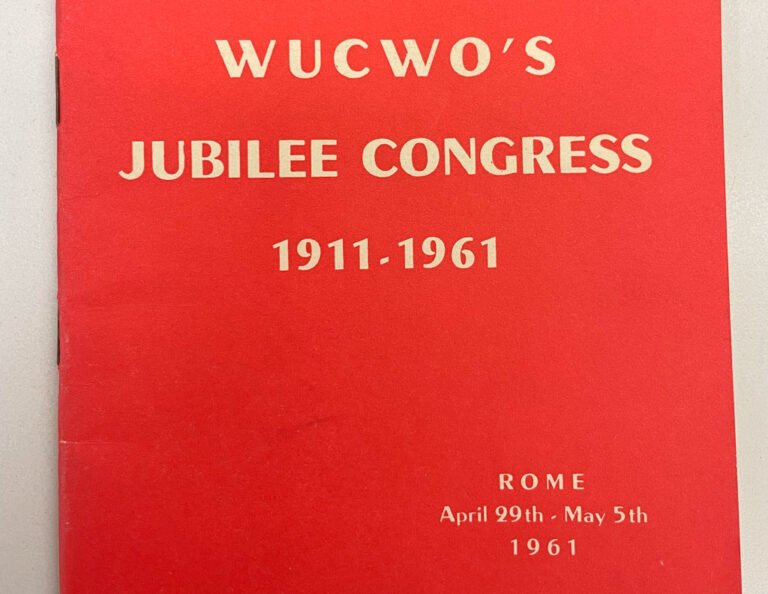 WUCWO'S
JUBILEE CONGRESS
1911-1961
ROME
April 29th - May 5th
1961